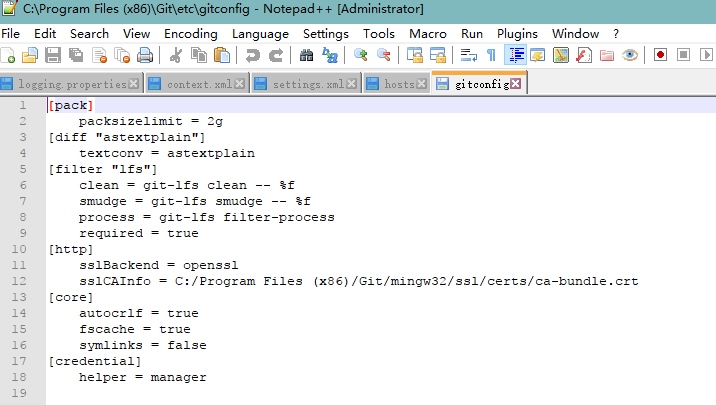 C:\Program Files (x86)\Git\etc\gitconfig - Notepad++ [Administrator]
File Edit Search View Encoding Language Settings Tools Macro Run Plugins Window ?
logging.properties context.xml settings.xml hosts gitconfig
1 [pack]
2     packsizelimit = 2g
3 [diff "astextplain"]
4     textconv = astextplain
5 [filter "lfs"]
6     clean = git-lfs clean -- %f
7     smudge = git-lfs smudge -- %f
8     process = git-lfs filter-process
9     required = true
10 [http]
11     sslBackend = openssl
12     sslCAInfo = C:/Program Files (x86)/Git/mingw32/ssl/certs/ca-bundle.crt
13 [core]
14     autocrlf = true
15     fscache = true
16     symlinks = false
17 [credential]
18     helper = manager
19